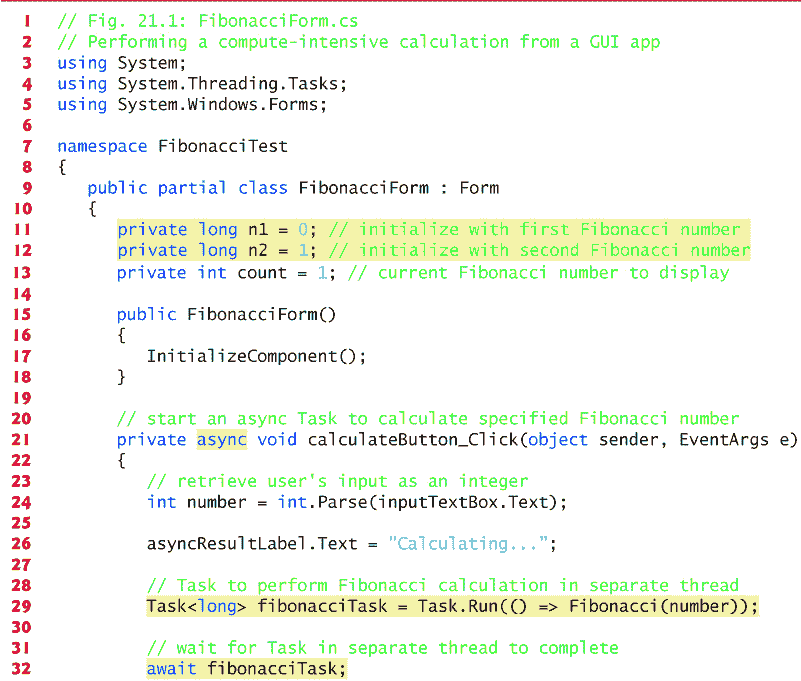 1 // Fig. 21.1: FibonacciForm.cs
2 // Performing a compute-intensive calculation from a GUI app
3 using System;
4 using System.Threading.Tasks;
5 using System.Windows.Forms;
6
7 namespace FibonacciTest
8 {
9    public partial class FibonacciForm : Form
10    {
11       private long n1 = 0; // initialize with first Fibonacci number
12       private long n2 = 1; // initialize with second Fibonacci number
13       private int count = 1; // current Fibonacci number to display
14
15       public FibonacciForm()
16       {
17          InitializeComponent();
18       }
19
20       // start an async Task to calculate specified Fibonacci number
21       private async void calculateButton_Click(object sender, EventArgs e)
22       {
23          // retrieve user's input as an integer
24          int number = int.Parse(inputTextBox.Text);
25
26          asyncResultLabel.Text = "Calculating...";
27
28          // Task to perform Fibonacci calculation in separate thread
29          Task<long> fibonacciTask = Task.Run(() => Fibonacci(number));
30
31          // wait for Task in separate thread to complete
32          await fibonacciTask;